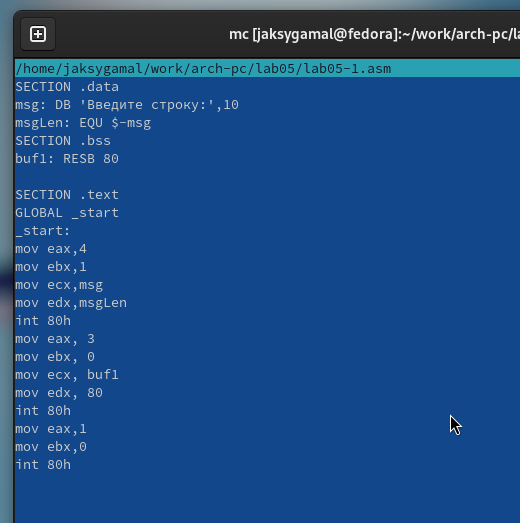 mc [jaksygamal@fedora]:~/work/arch-pc/la
/home/jaksygamal/work/arch-pc/lab05/lab05-1.asm
SECTION .data
msg: DB 'Введите строку:',10
msgLen: EQU $-msg
SECTION .bss
buf1: RESB 80

SECTION .text
GLOBAL _start
_start:
mov eax,4
mov ebx,1
mov ecx,msg
mov edx,msgLen
int 80h
mov eax, 3
mov ebx, 0
mov ecx, buf1
mov edx, 80
int 80h
mov eax,1
mov ebx,0
int 80h